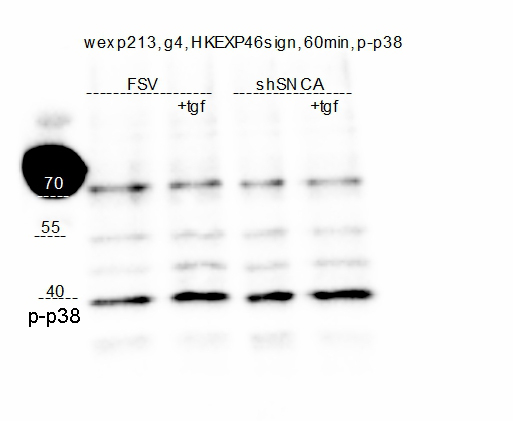 wexp213,g4,HKEXP46sign,60min,p-p38
FSV shSNCA
+tgf +tgf
70
55
40
p-p38